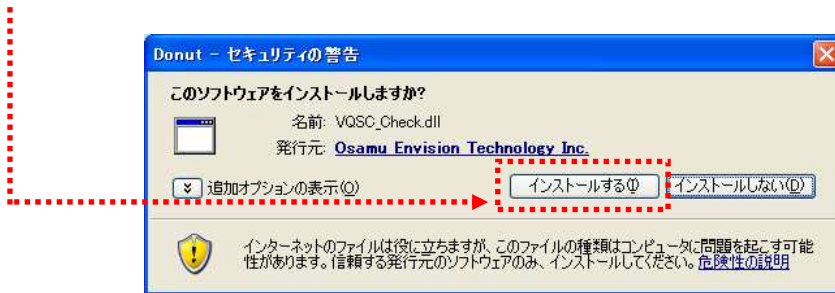 Donut - セキュリティの警告
このソフトウェアをインストールしますか?
名前: VQSC_Check.dll
発行元: Osamu Envision Technology Inc.
追加オプションの表示(O) インストールする(I) インストールしない(D)
インターネットのファイルは役に立ちますが、このファイルの種類はコンピュータに問題を起こす可能
性があります。信頼する発行元のソフトウェアのみ、インストールしてください。危険性の説明